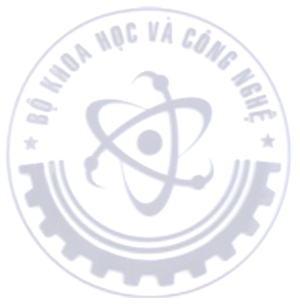 BỘ KHOA HỌC VÀ CÔNG NGHỆ